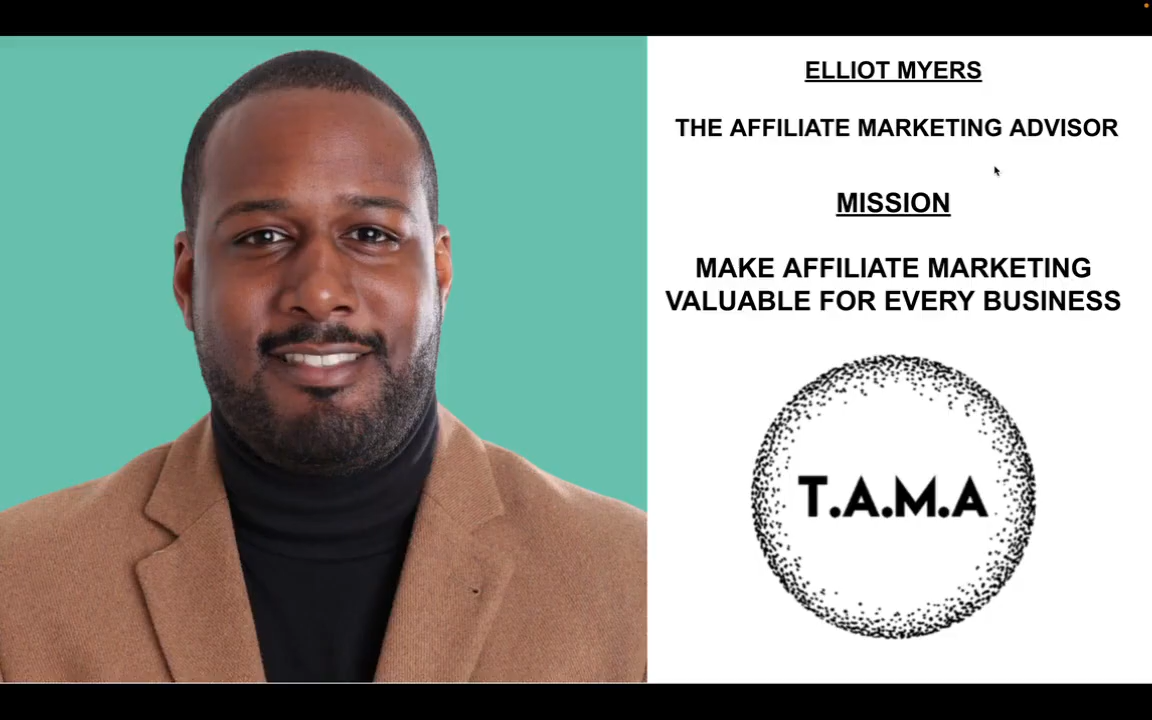 ELLIOT MYERS
THE AFFILIATE MARKETING ADVISOR
MISSION
MAKE AFFILIATE MARKETING
VALUABLE FOR EVERY BUSINESS
T.A.M.A